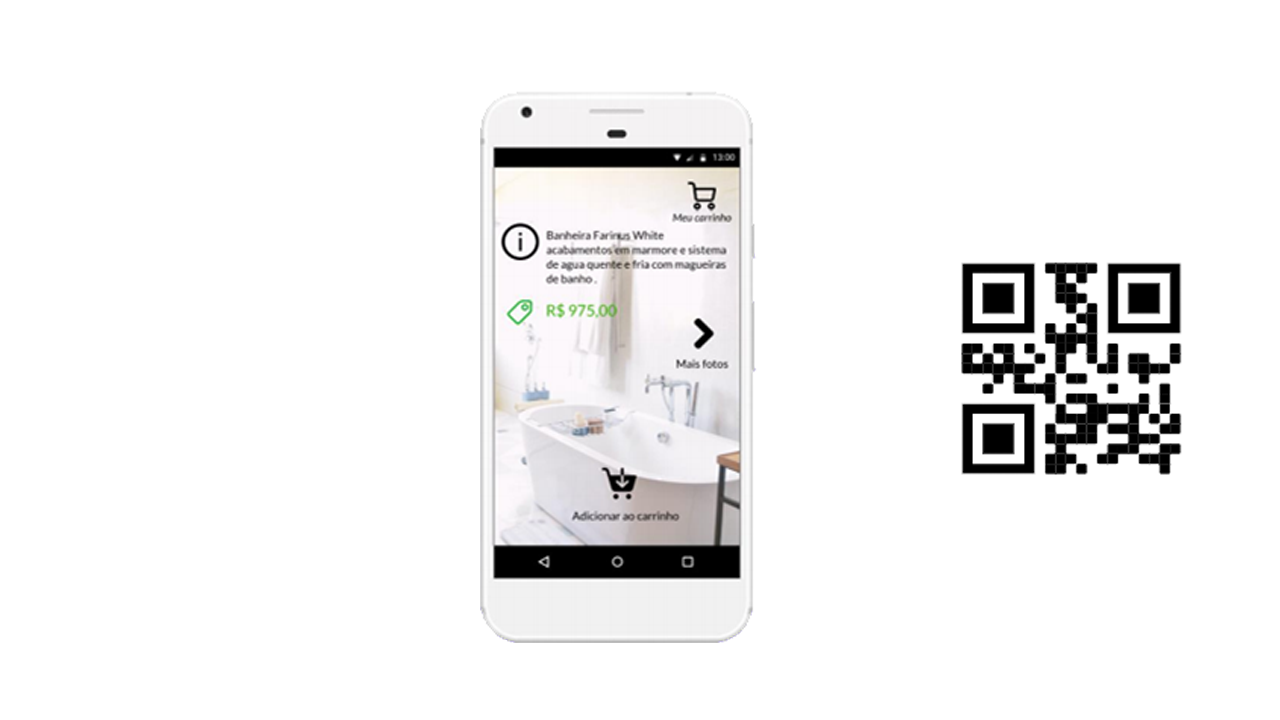 13:00
Meu carrinho
Banheira Farinus White
acabamentos em marmore e sistema
de agua quente e fria com magueiras
de banho .
R$ 975,00
Mais fotos
Adicionar ao carrinho